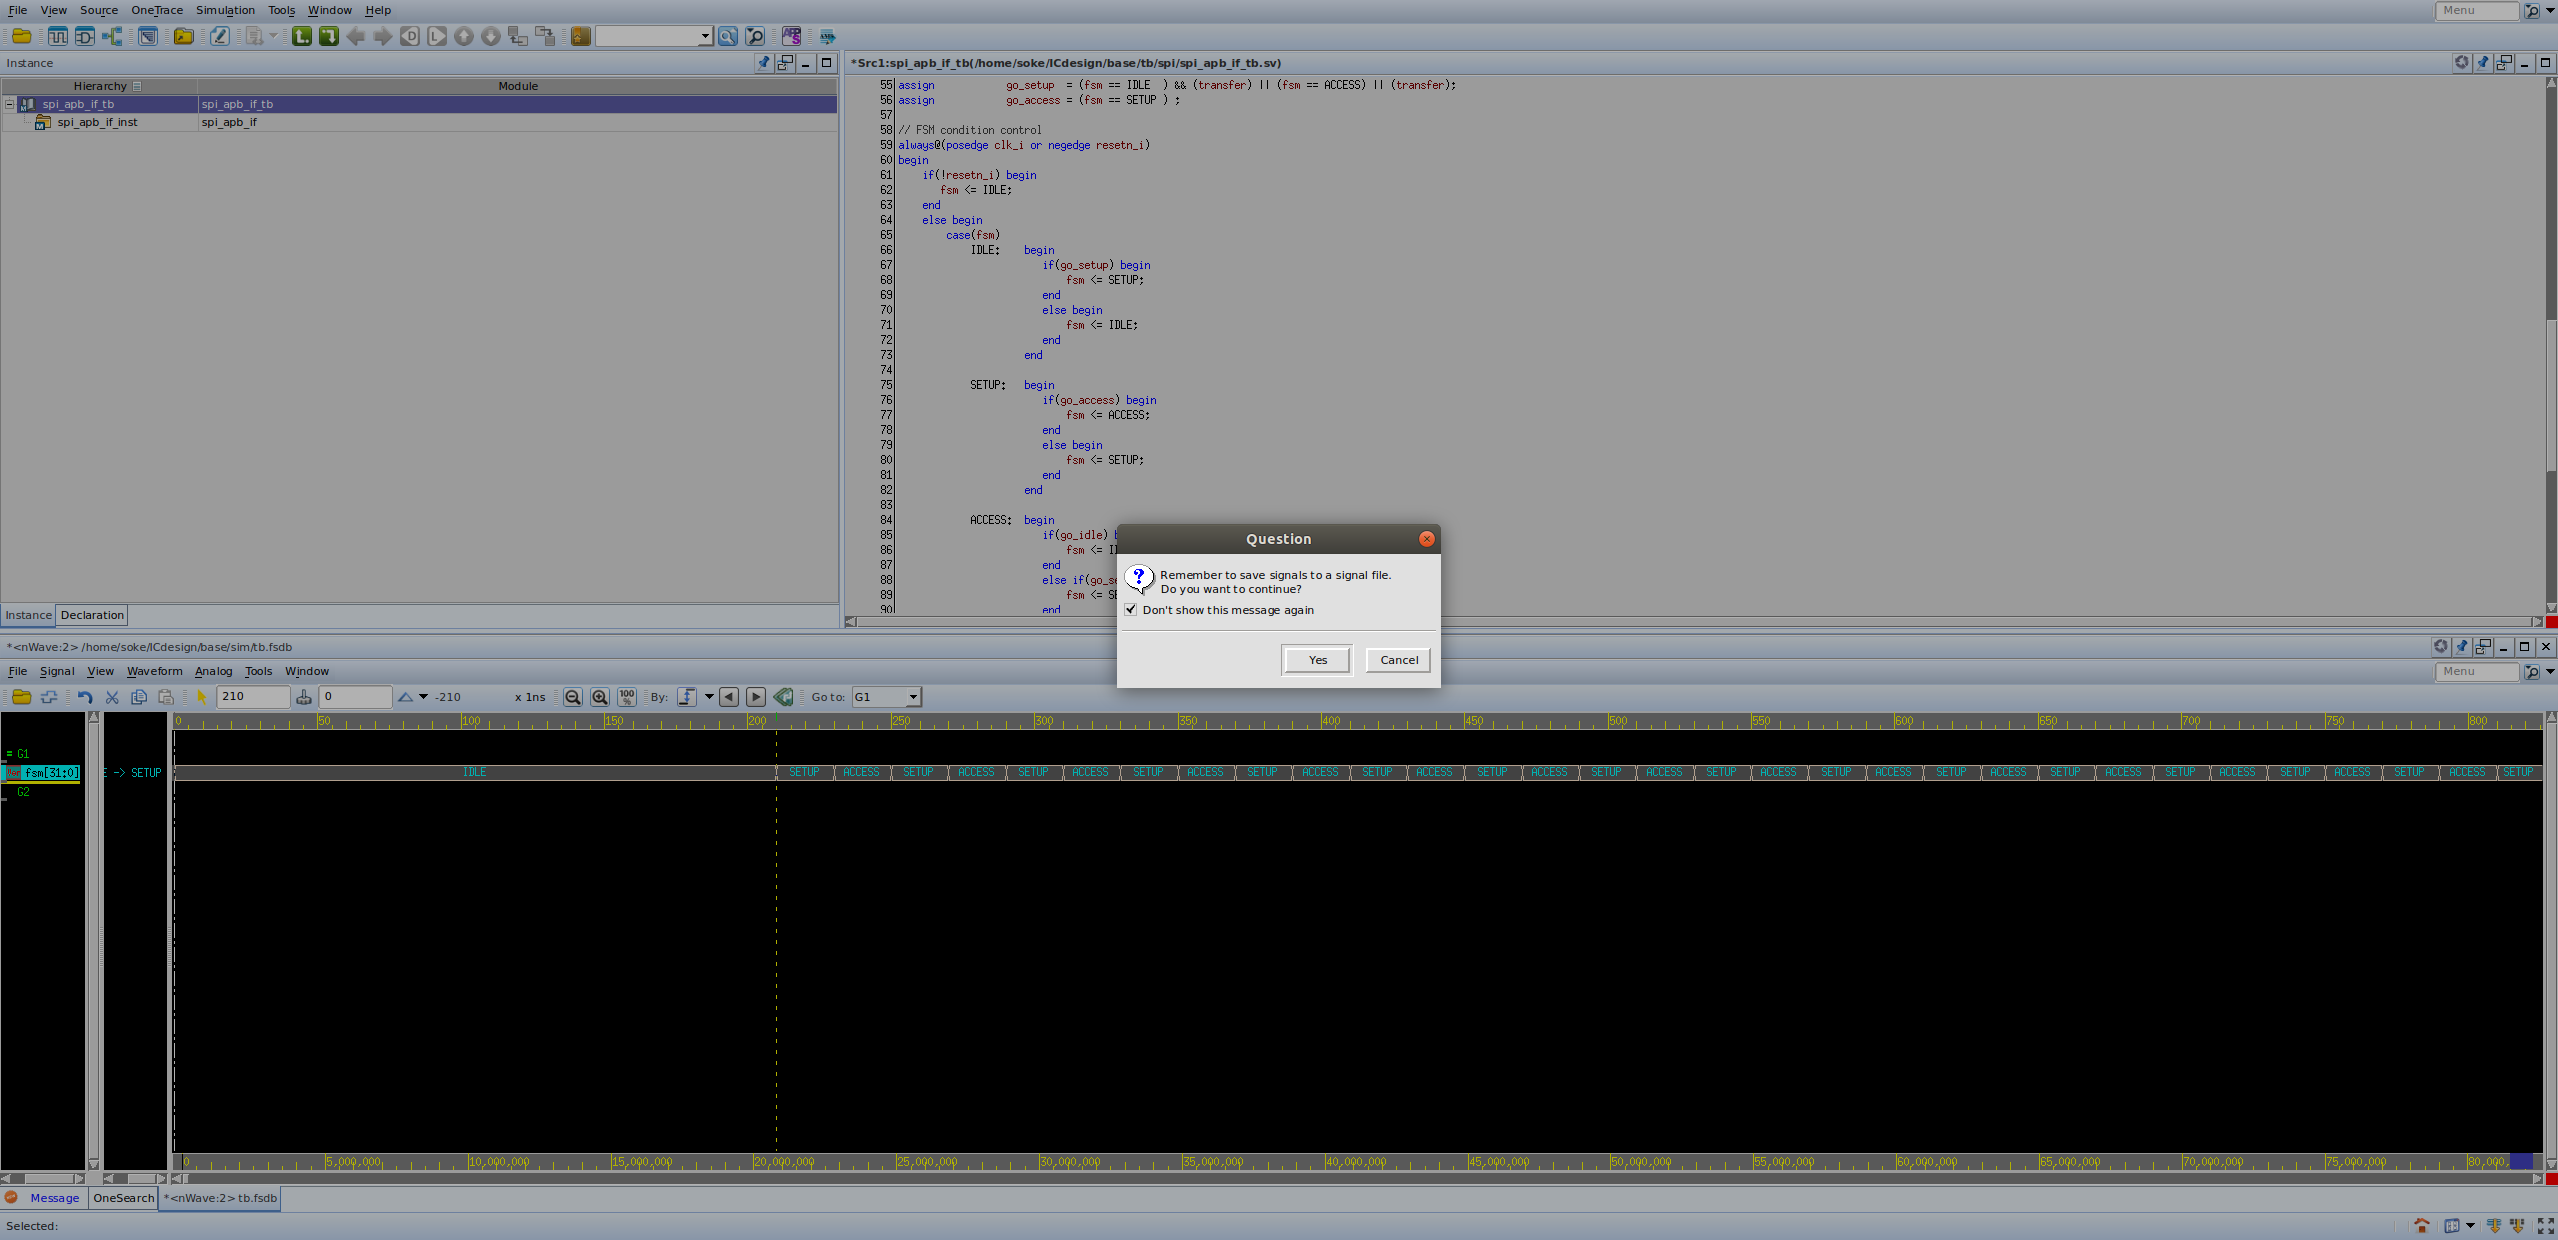 File View Source OneTrace Simulation Tools Window Help Menu
Instance
Hierarchy Module
spi_apb_if_tb spi_apb_if_tb
spi_apb_if_inst spi_apb_if
Instance Declaration
*Src1:spi_apb_if_tb(/home/soke/ICdesign/base/tb/spi/spi_apb_if_tb.sv)
55 assign go_setup = (fsm == IDLE ) && (transfer) || (fsm == ACCESS) || (transfer);
56 assign go_access = (fsm == SETUP ) ;
57
58 // FSM condition control
59 always@(posedge clk_i or negedge resetn_i)
60 begin
61 if(!resetn_i) begin
62 fsm <= IDLE;
63 end
64 else begin
65 case(fsm)
66 IDLE: begin
67 if(go_setup) begin
68 fsm <= SETUP;
69 end
70 else begin
71 fsm <= IDLE;
72 end
73 end
74
75 SETUP: begin
76 if(go_access) begin
77 fsm <= ACCESS;
78 end
79 else begin
80 fsm <= SETUP;
81 end
82 end
83
84 ACCESS: begin
85 if(go_idle)
86 fsm <=
87 end
88 else if(go_se
89 fsm <=
90 end
Question
Remember to save signals to a signal file.
Do you want to continue?
Don't show this message again
Yes Cancel
*<nWave:2> /home/soke/ICdesign/base/sim/tb.fsdb
File Signal View Waveform Analog Tools Window Menu
210 0 -210 x 1ns 100 % By: Go to: G1
0 50 100 150 200 250 300 350 400 450 500 550 600 650 700 750 800
= G1
fsm[31:0] E -> SETUP IDLE SETUP ACCESS SETUP ACCESS SETUP ACCESS SETUP ACCESS SETUP ACCESS SETUP ACCESS SETUP ACCESS SETUP ACCESS SETUP ACCESS SETUP ACCESS SETUP ACCESS SETUP ACCESS SETUP ACCESS SETUP ACCESS SETUP ACCESS SETUP ACCESS SETUP
G2
0 5,000,000 10,000,000 15,000,000 20,000,000 25,000,000 30,000,000 35,000,000 40,000,000 45,000,000 50,000,000 55,000,000 60,000,000 65,000,000 70,000,000 75,000,000 80,000,
Message OneSearch *<nWave:2> tb.fsdb
Selected: